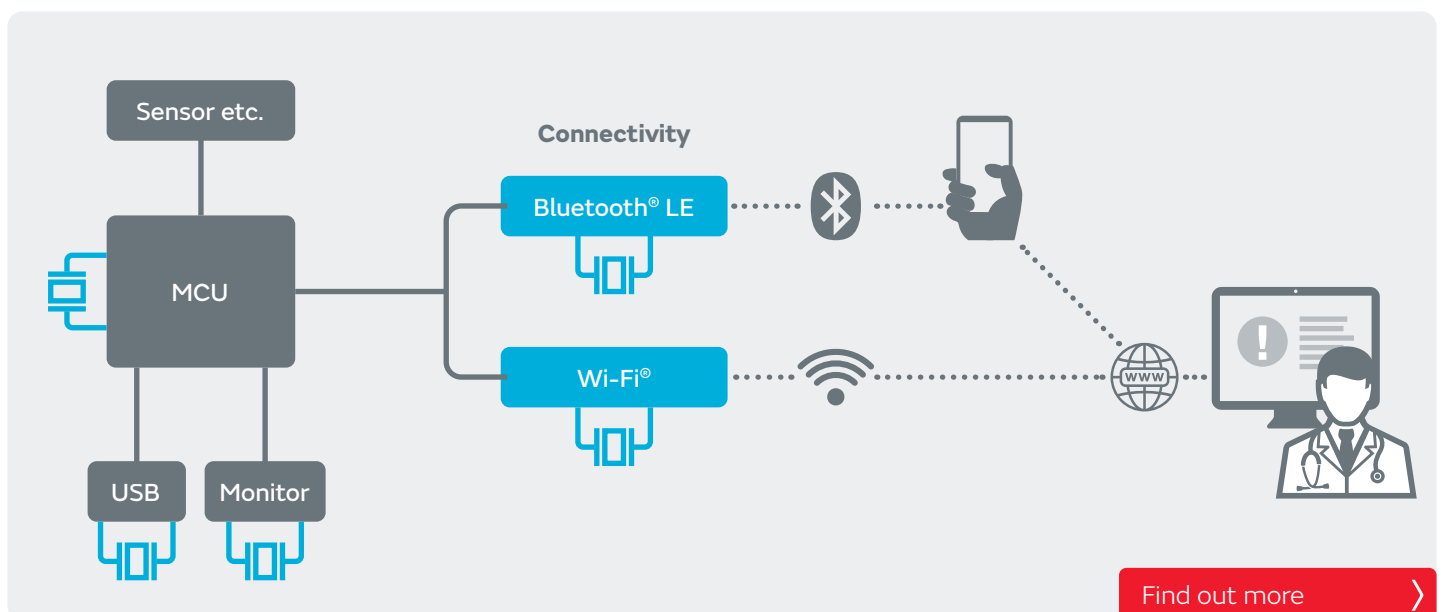 Sensor etc.
Connectivity
Bluetooth® LE
MCU
Wi-Fi®
WWW
USB
Monitor
Find out more